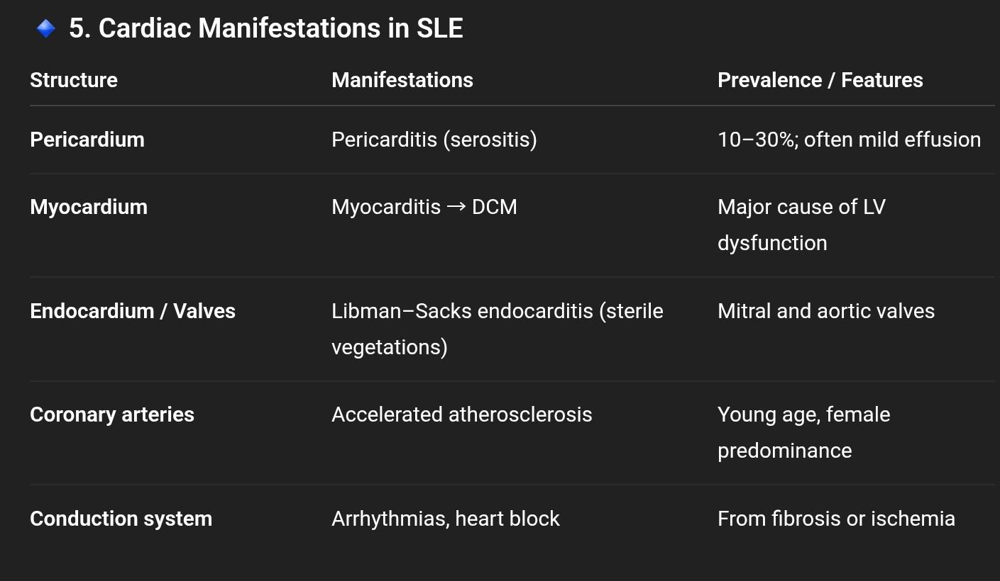 🔹 5. Cardiac Manifestations in SLE
Structure Manifestations Prevalence / Features
Pericardium Pericarditis (serositis) 10–30%; often mild effusion
Myocardium Myocarditis → DCM Major cause of LV
dysfunction
Endocardium / Valves Libman–Sacks endocarditis (sterile Mitral and aortic valves
vegetations)
Coronary arteries Accelerated atherosclerosis Young age, female
predominance
Conduction system Arrhythmias, heart block From fibrosis or ischemia